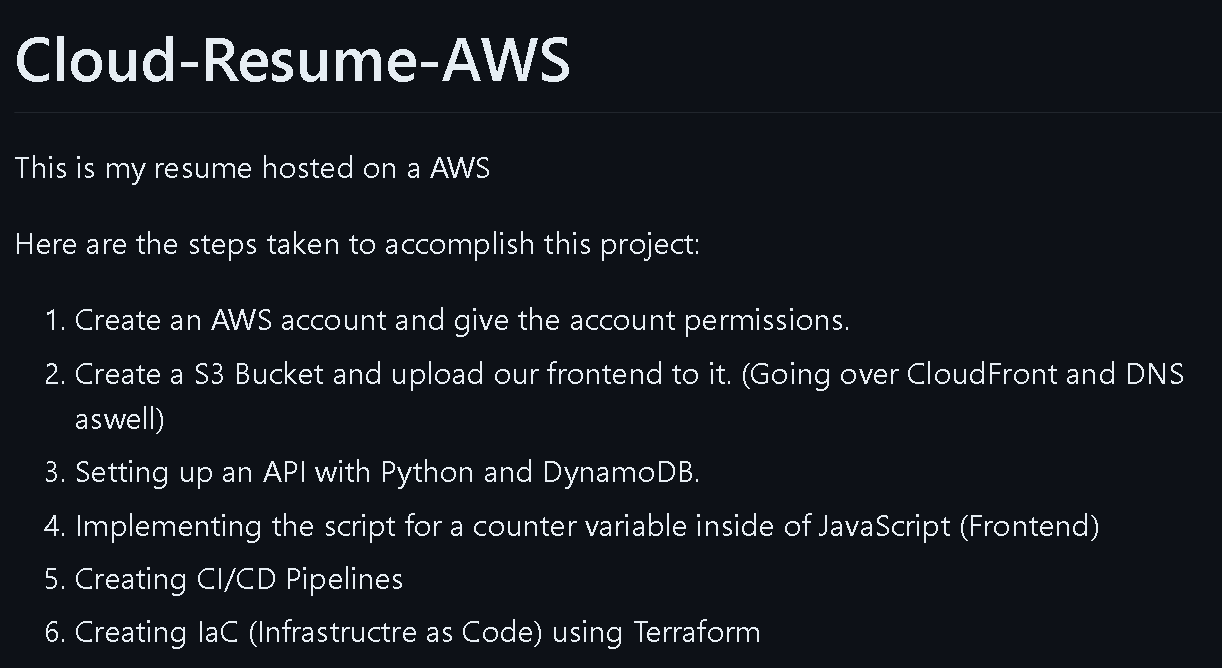 Cloud-Resume-AWS
This is my resume hosted on a AWS
Here are the steps taken to accomplish this project:
1. Create an AWS account and give the account permissions.
2. Create a S3 Bucket and upload our frontend to it. (Going over CloudFront and DNS
aswell)
3. Setting up an API with Python and DynamoDB.
4. Implementing the script for a counter variable inside of JavaScript (Frontend)
5. Creating CI/CD Pipelines
6. Creating IaC (Infrastructre as Code) using Terraform